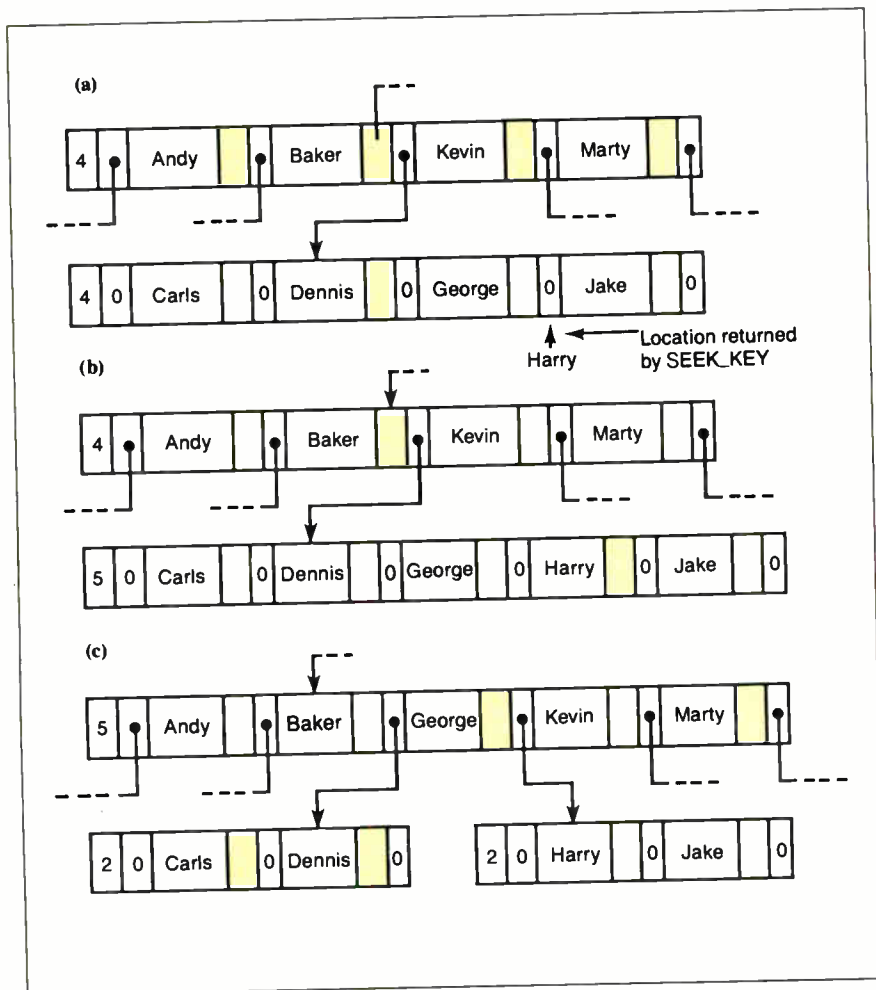 (a)
4 Andy Baker Kevin Marty
4 0 Carls 0 Dennis 0 George 0 Jake 0
Harry
Location returned
by SEEK_KEY
(b)
4 Andy Baker Kevin Marty
5 0 Carls 0 Dennis 0 George 0 Harry 0 Jake 0
(c)
5 Andy Baker George Kevin Marty
2 0 Carls 0 Dennis 0
2 0 Harry 0 Jake 0